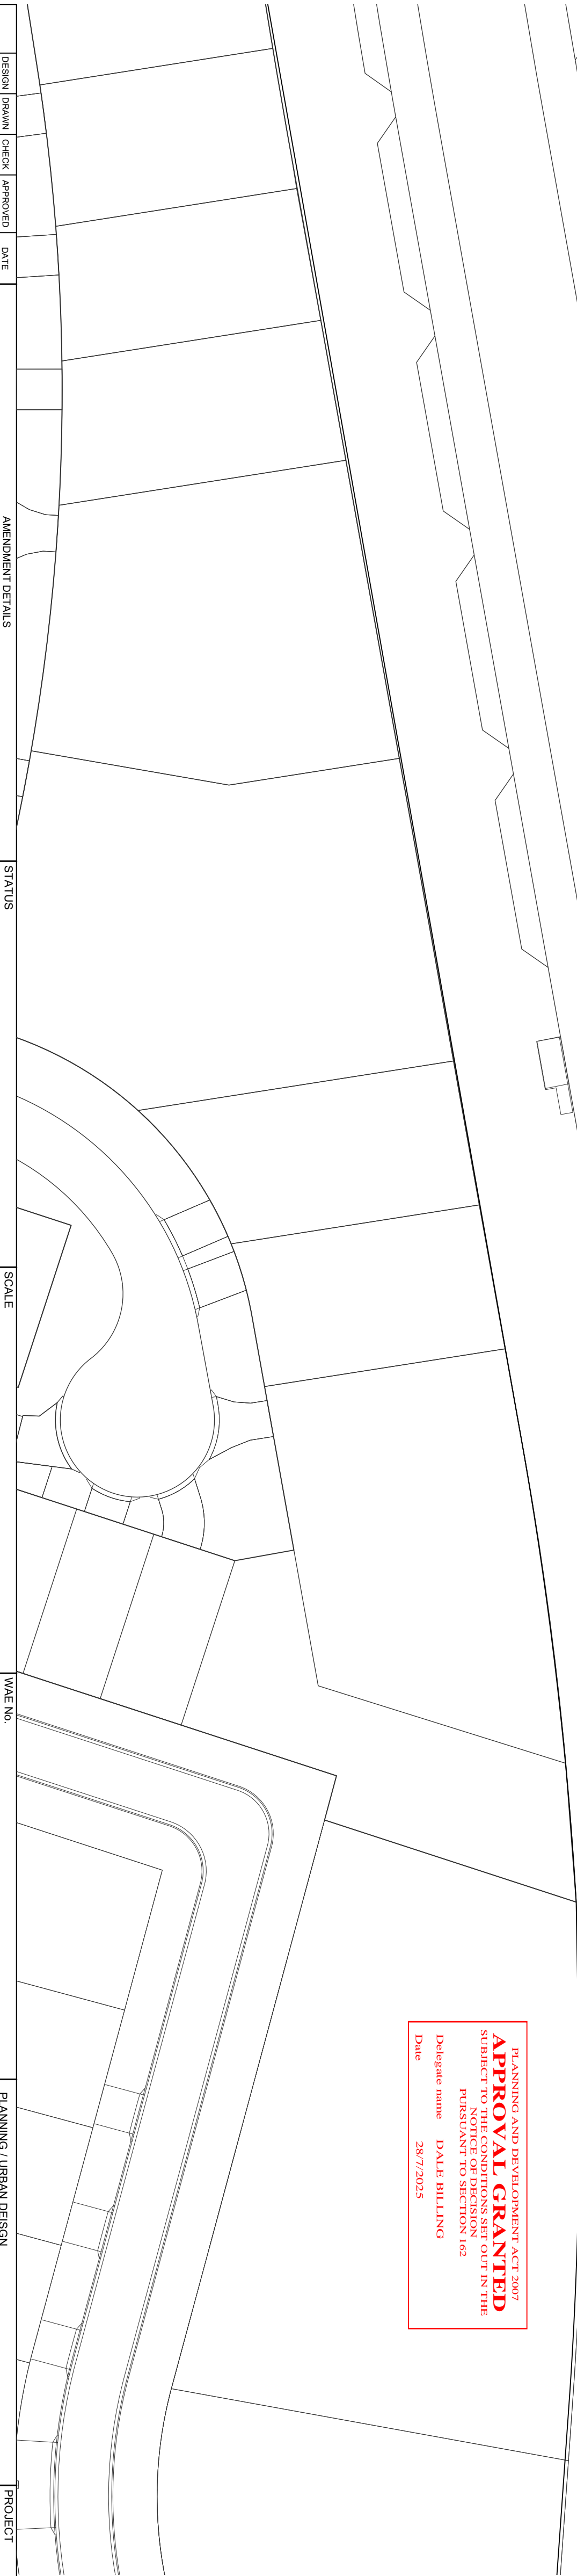 PLANNING AND DEVELOPMENT ACT 2007
APPROVAL GRANTED
SUBJECT TO THE CONDITIONS SET OUT IN THE
NOTICE OF DECISION
PURSUANT TO SECTION 162
Delegate name DALE BILLING
Date 28/7/2025
DESIGN DRAWN CHECK APPROVED DATE AMENDMENT DETAILS STATUS SCALE WAE No. PLANNING / URBAN DEISGN PROJECT